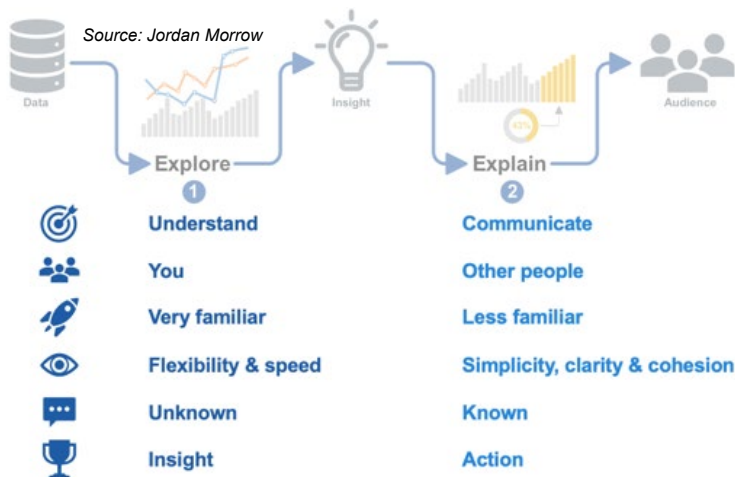 Source: Jordan Morrow
Data
Insight
43%
Audience
Explore
Explain
1
2
Understand
Communicate
You
Other people
Very familiar
Less familiar
Flexibility & speed
Simplicity, clarity & cohesion
Unknown
Known
Insight
Action